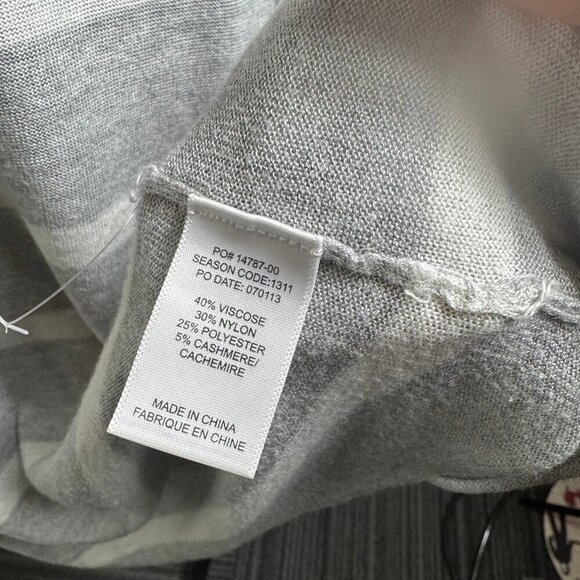 PO# 14787-00
SEASON CODE:1311
PO DATE: 070113
40% VISCOSE
30% NYLON
25% POLYESTER
5% CASHMERE/
CACHEMIRE
MADE IN CHINA
FABRIQUE EN CHINE